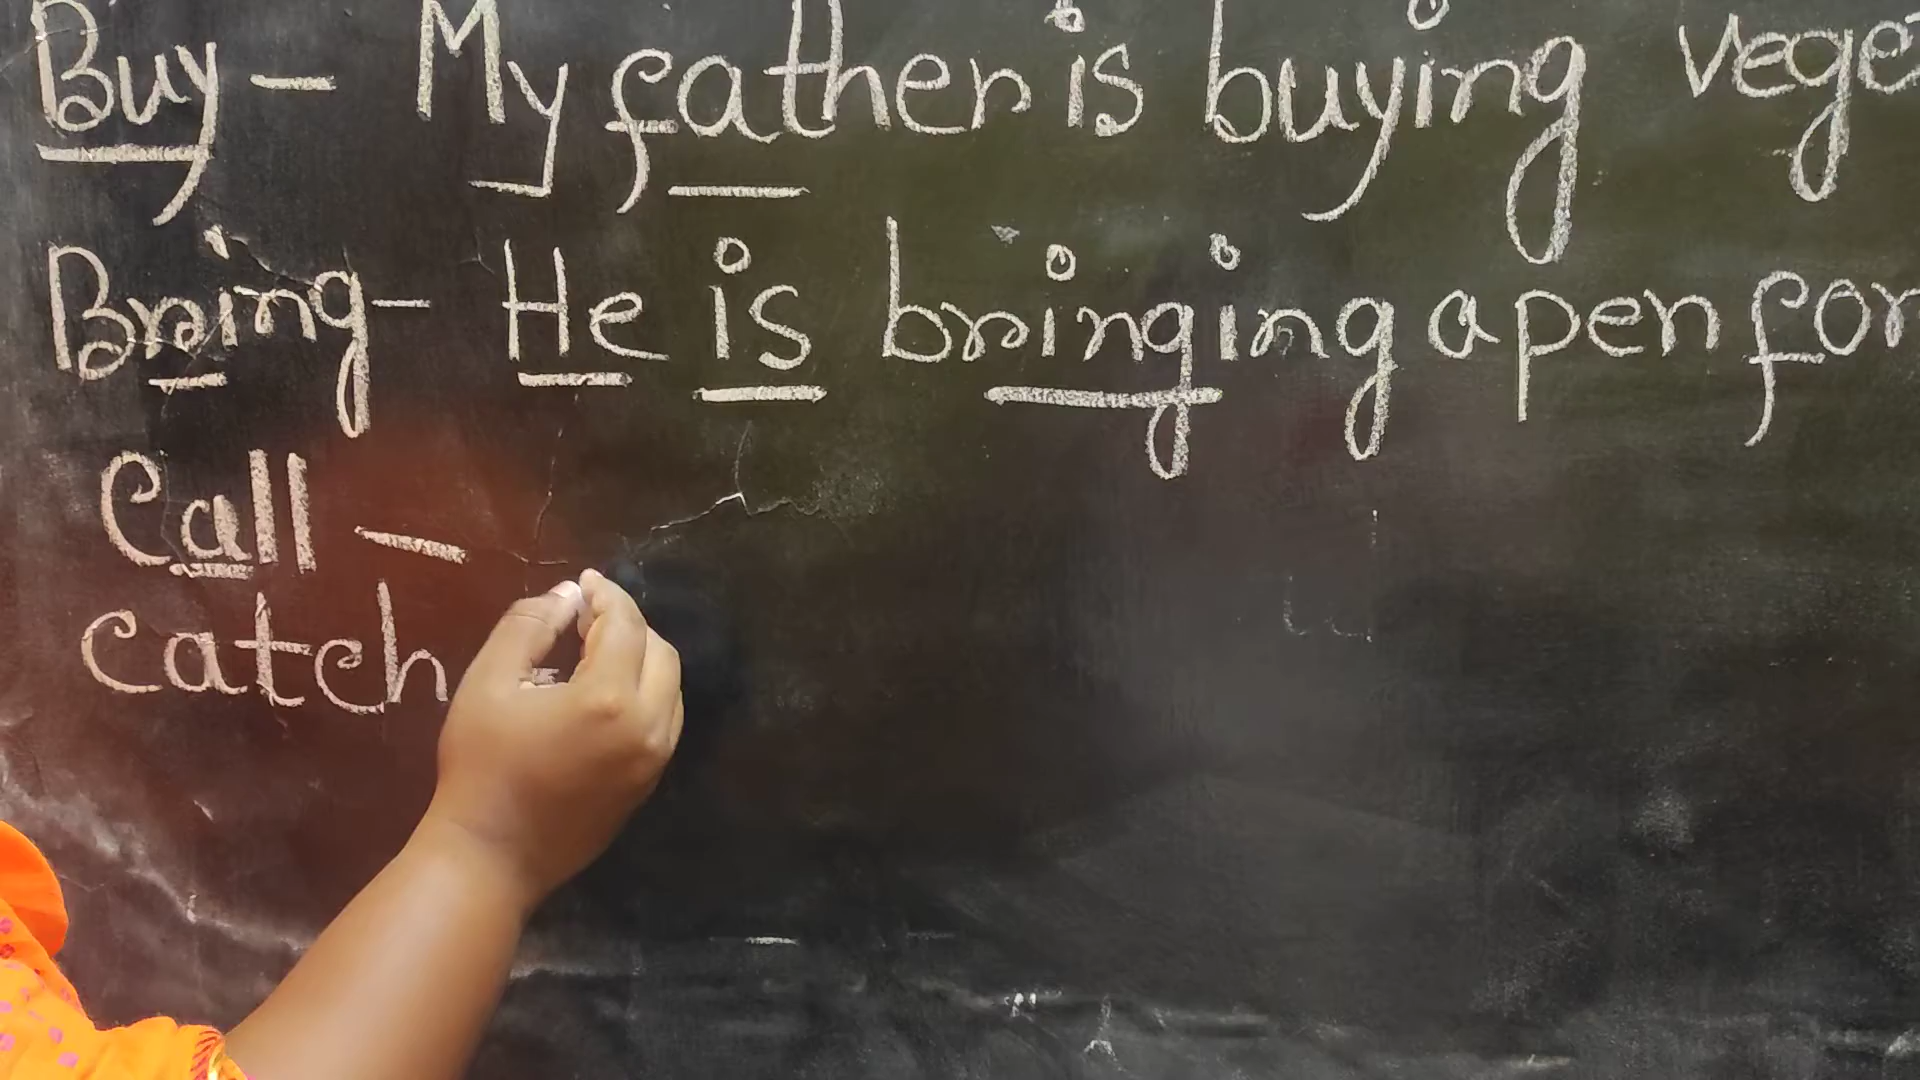 Buy - My father is buying vege
Bring - He is bringing a pen for
Call -
catch -